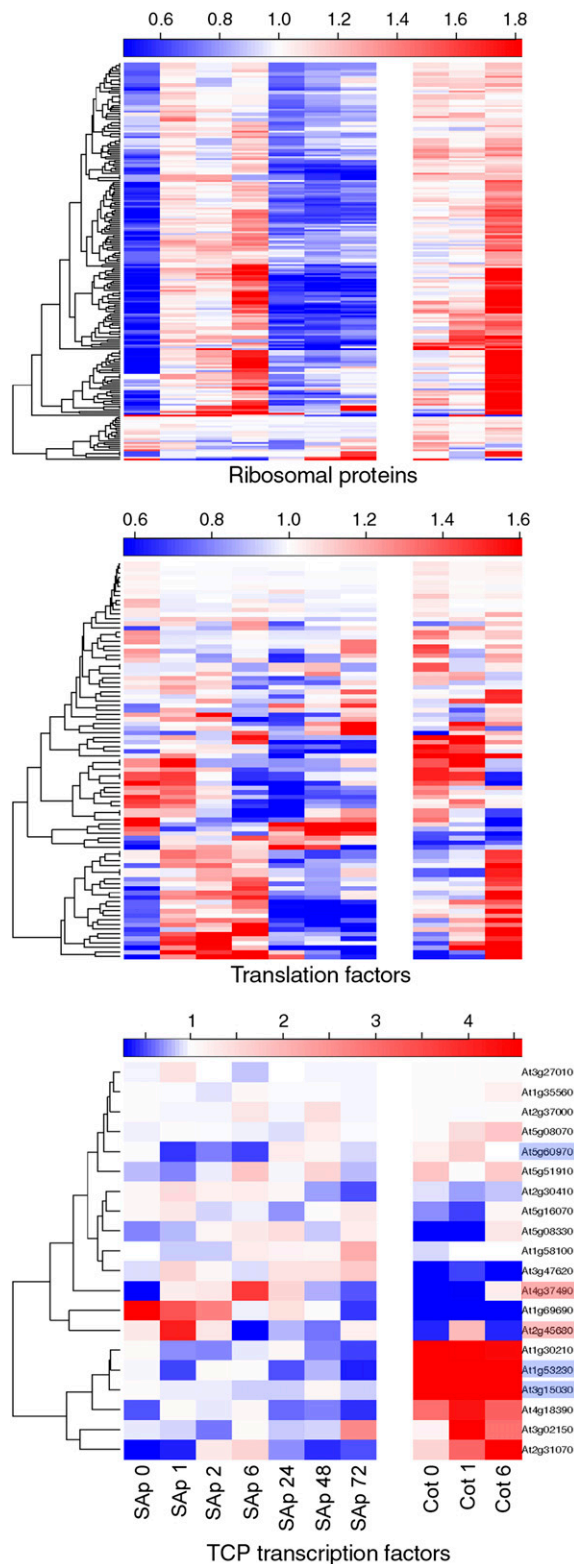 0.6 0.8 1.0 1.2 1.4 1.6 1.8
Ribosomal proteins
0.6 0.8 1.0 1.2 1.4 1.6
Translation factors
1 2 3 4
At3g27010
At1g35560
At2g37000
At5g08070
At5g60970
At5g51910
At2g30410
At5g16070
At5g08330
At1g58100
At3g47620
At4g37490
At1g69690
At2g45680
At1g30210
At1g53230
At3g15030
At4g18390
At3g02150
At2g31070
SAp 0 SAp 1 SAp 2 SAp 6 SAp 24 SAp 48 SAp 72 Cot 0 Cot 1 Cot 6
TCP transcription factors